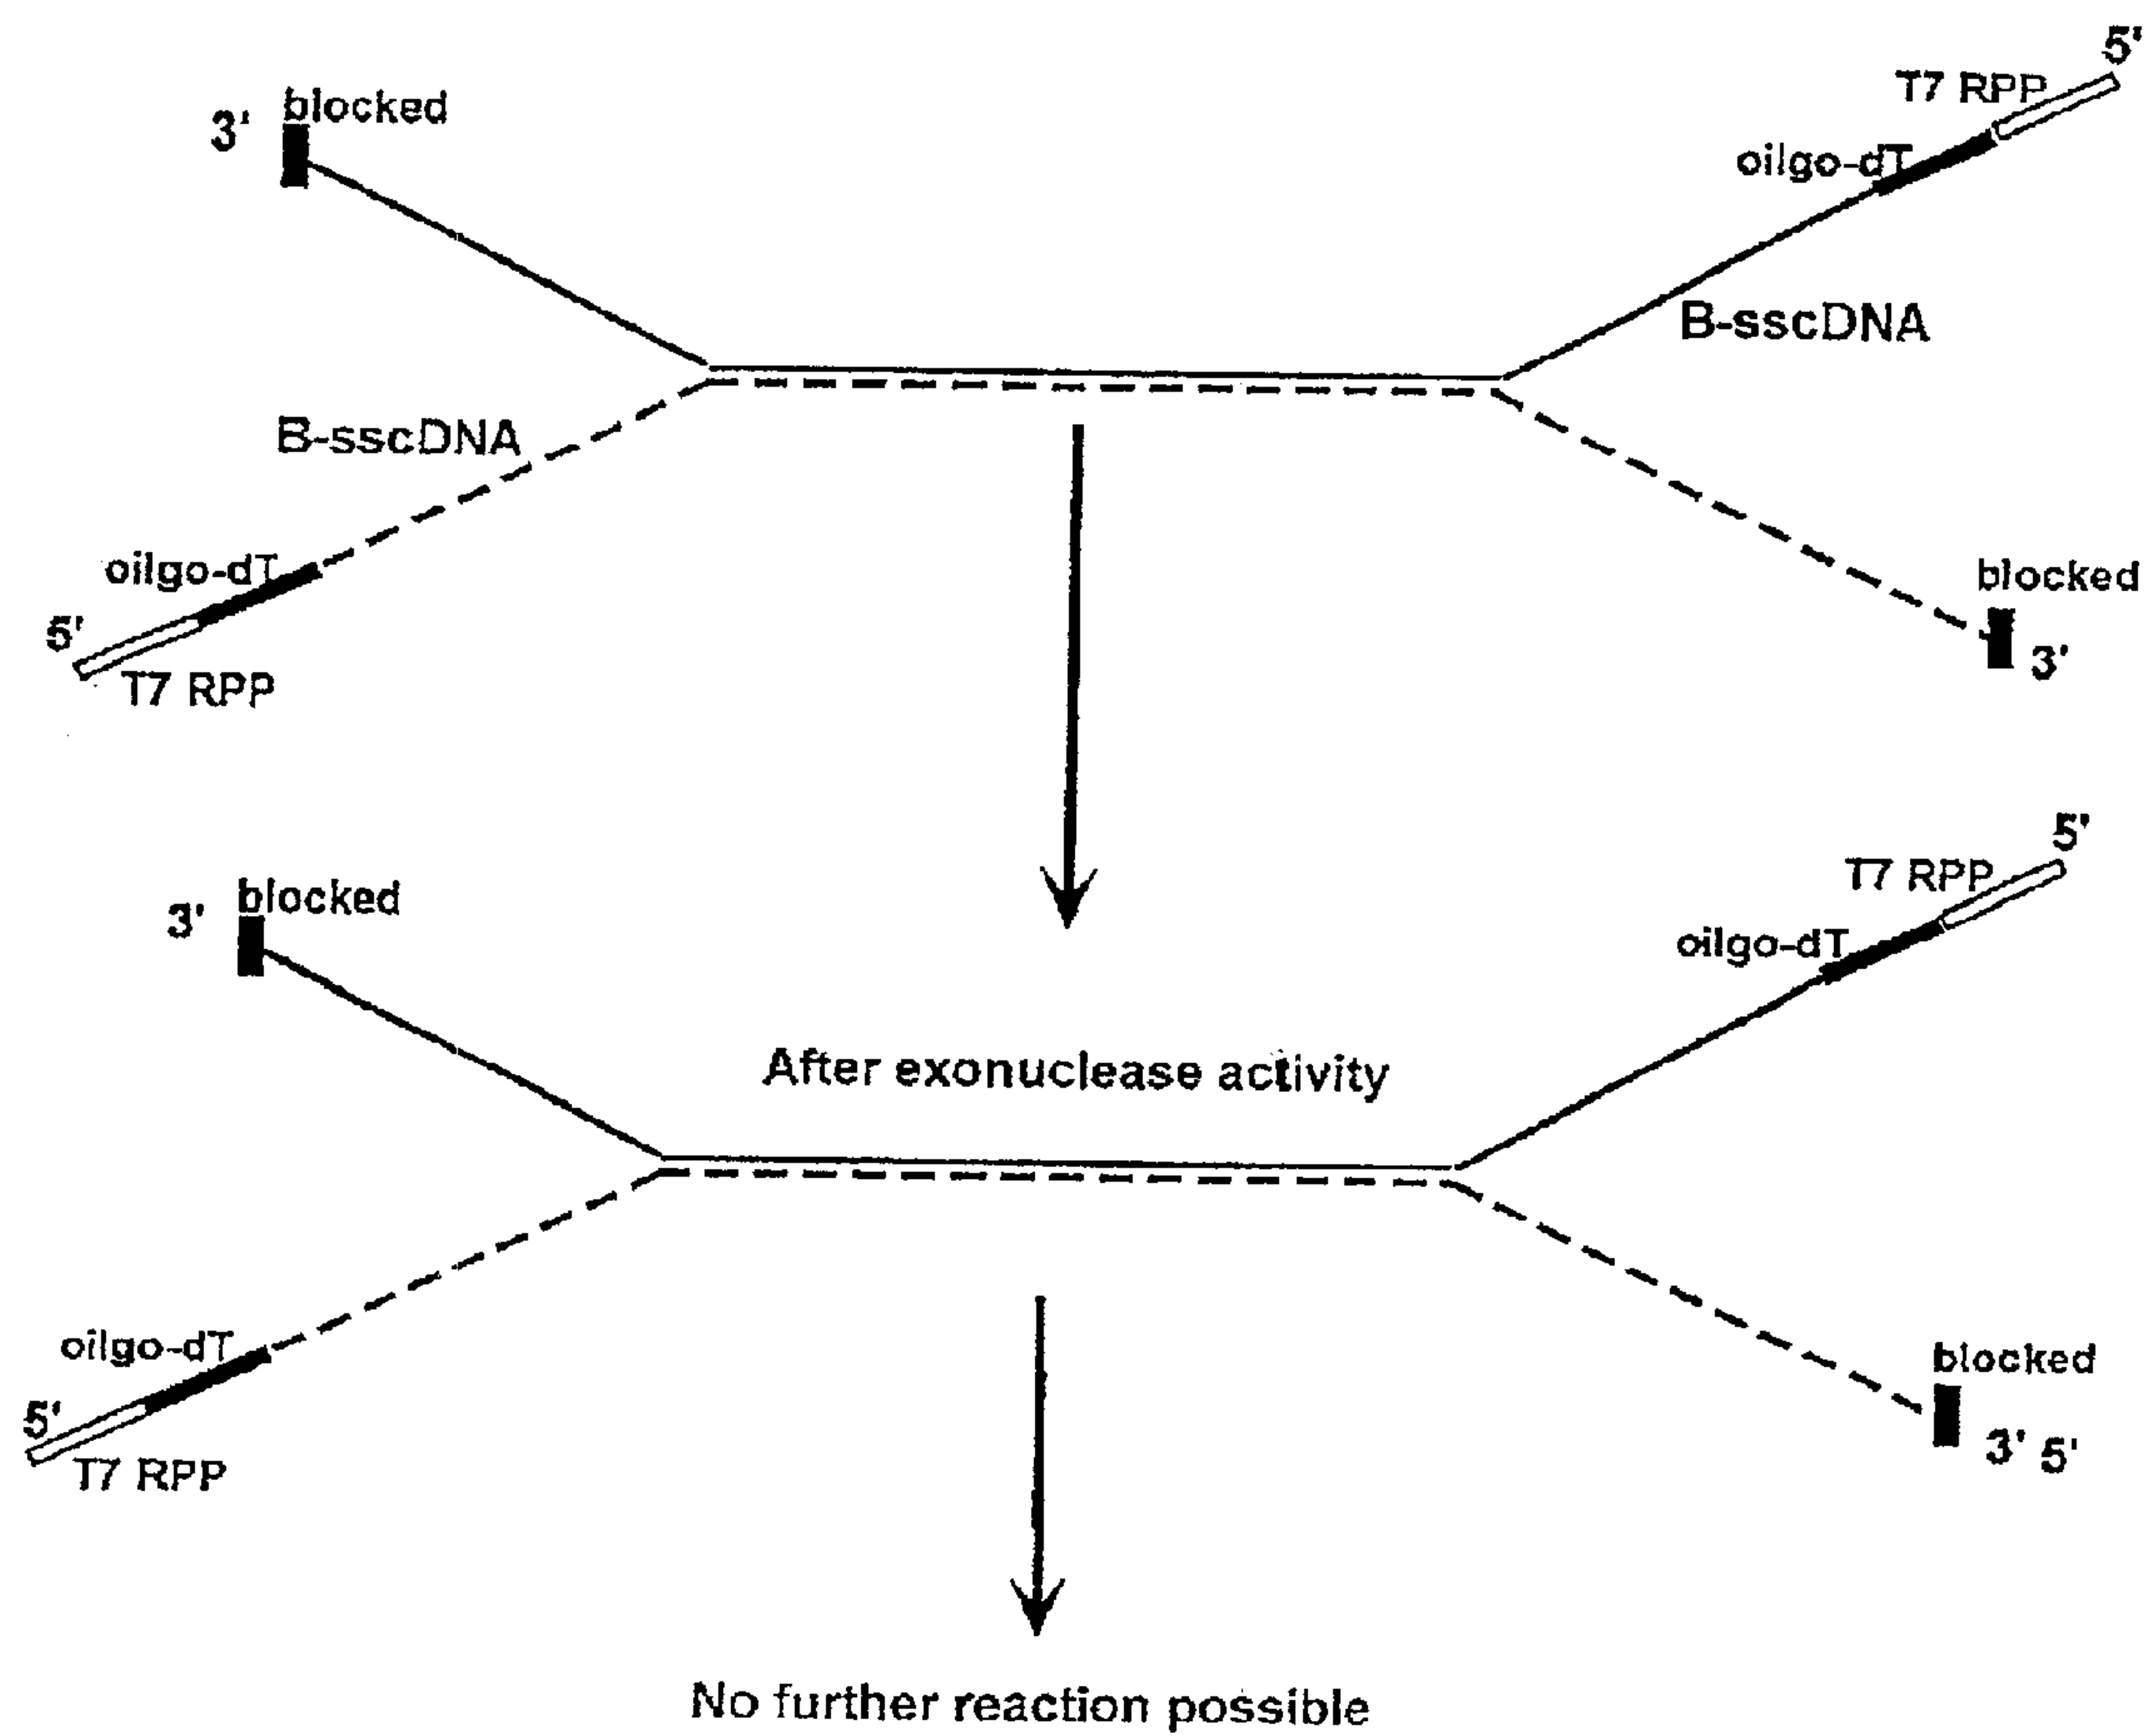 5'
T7 RPP
3' blocked
oilgo-dT
B-sscDNA
B-sscDNA
oilgo-dT
blocked
5'
3'
T7 RPP
5'
T7 RPP
3' blocked
oilgo-dT
After exonuclease activity
oilgo-dT
blocked
5'
3' 5'
T7 RPP
No further reaction possible